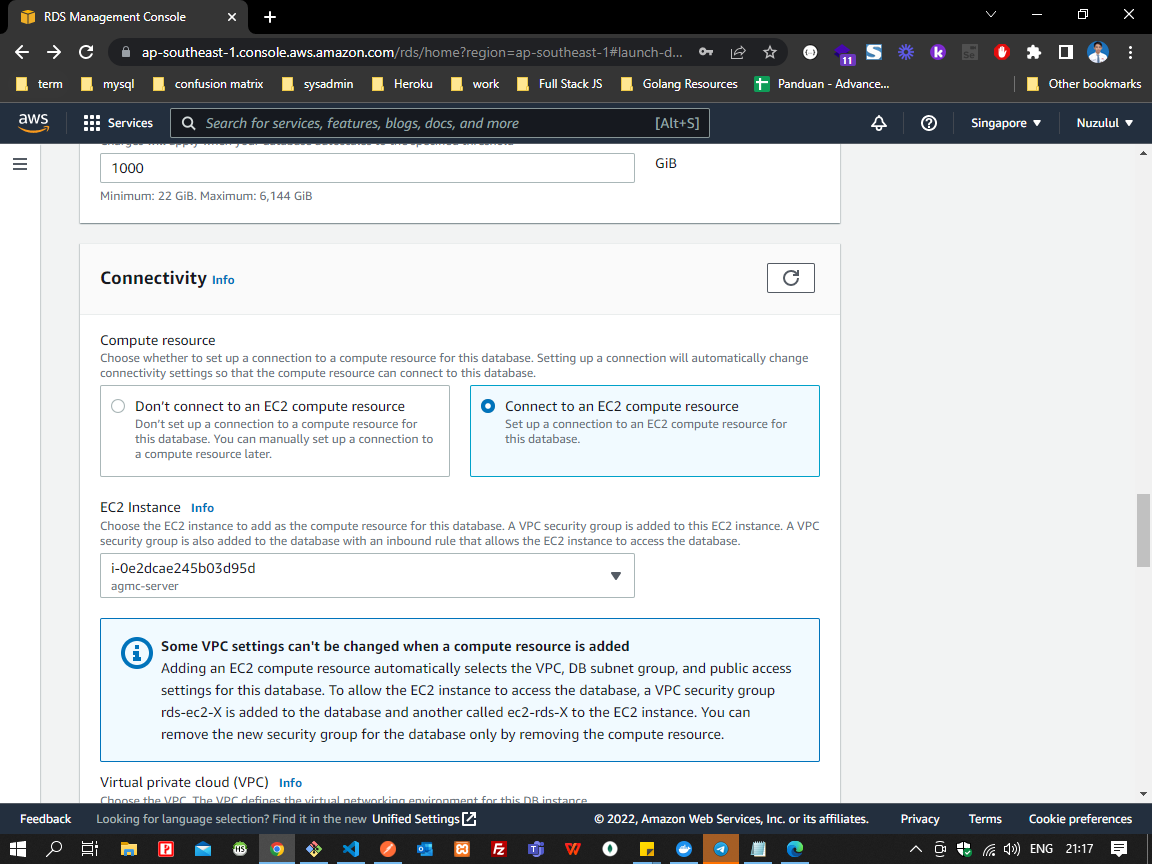 RDS Management Console
ap-southeast-1.console.aws.amazon.com/rds/home?region=ap-southeast-1#launch-d...
11
term
mysql
confusion matrix
sysadmin
Heroku
work
Full Stack JS
Golang Resources
Panduan - Advance...
Other bookmarks
aws
Services
Search for services, features, blogs, docs, and more
[Alt+S]
Singapore
Nuzulul
Charges will apply when your database autoscales to the specified threshold
1000
GiB
Minimum: 22 GiB. Maximum: 6,144 GiB
Connectivity Info
Compute resource
Choose whether to set up a connection to a compute resource for this database. Setting up a connection will automatically change
connectivity settings so that the compute resource can connect to this database.
Don't connect to an EC2 compute resource
Don't set up a connection to a compute resource for
this database. You can manually set up a connection to
a compute resource later.
Connect to an EC2 compute resource
Set up a connection to an EC2 compute resource for
this database.
EC2 Instance Info
Choose the EC2 instance to add as the compute resource for this database. A VPC security group is added to this EC2 instance. A VPC
security group is also added to the database with an inbound rule that allows the EC2 instance to access the database.
i-0e2dcae245b03d95d
agmc-server
Some VPC settings can't be changed when a compute resource is added
Adding an EC2 compute resource automatically selects the VPC, DB subnet group, and public access
settings for this database. To allow the EC2 instance to access the database, a VPC security group
rds-ec2-X is added to the database and another called ec2-rds-X to the EC2 instance. You can
remove the new security group for the database only by removing the compute resource.
Virtual private cloud (VPC) Info
Choose the VPC. The VPC defines the virtual networking environment for this DB instance.
Feedback
Looking for language selection? Find it in the new Unified Settings
© 2022, Amazon Web Services, Inc. or its affiliates.
Privacy
Terms
Cookie preferences
ENG
21:17